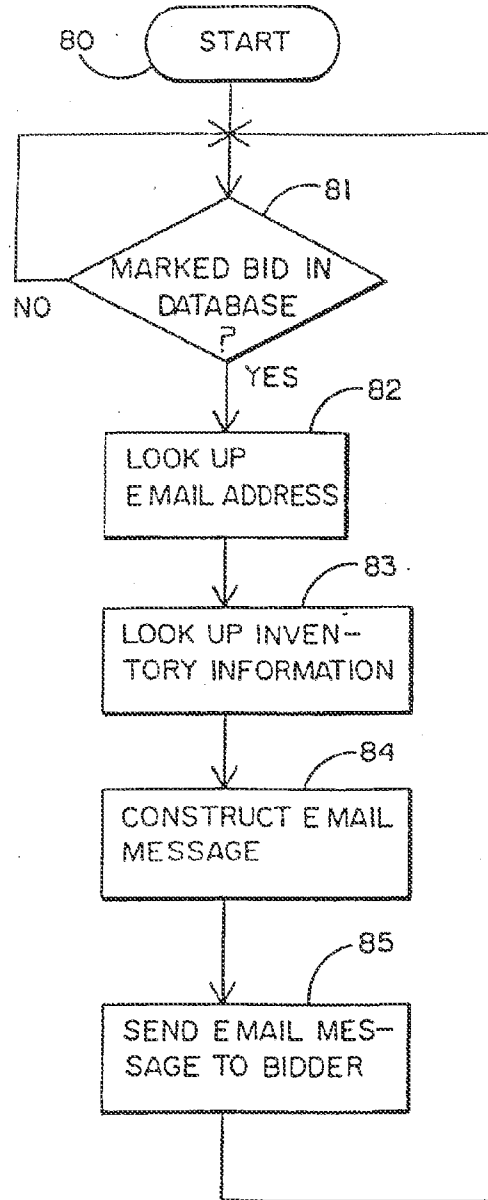 80
START
81
MARKED BID IN
DATABASE
?
NO
YES
82
LOOK UP
E MAIL ADDRESS
83
LOOK UP INVEN-
TORY INFORMATION
84
CONSTRUCT E MAIL
MESSAGE
85
SEND E MAIL MES-
SAGE TO BIDDER